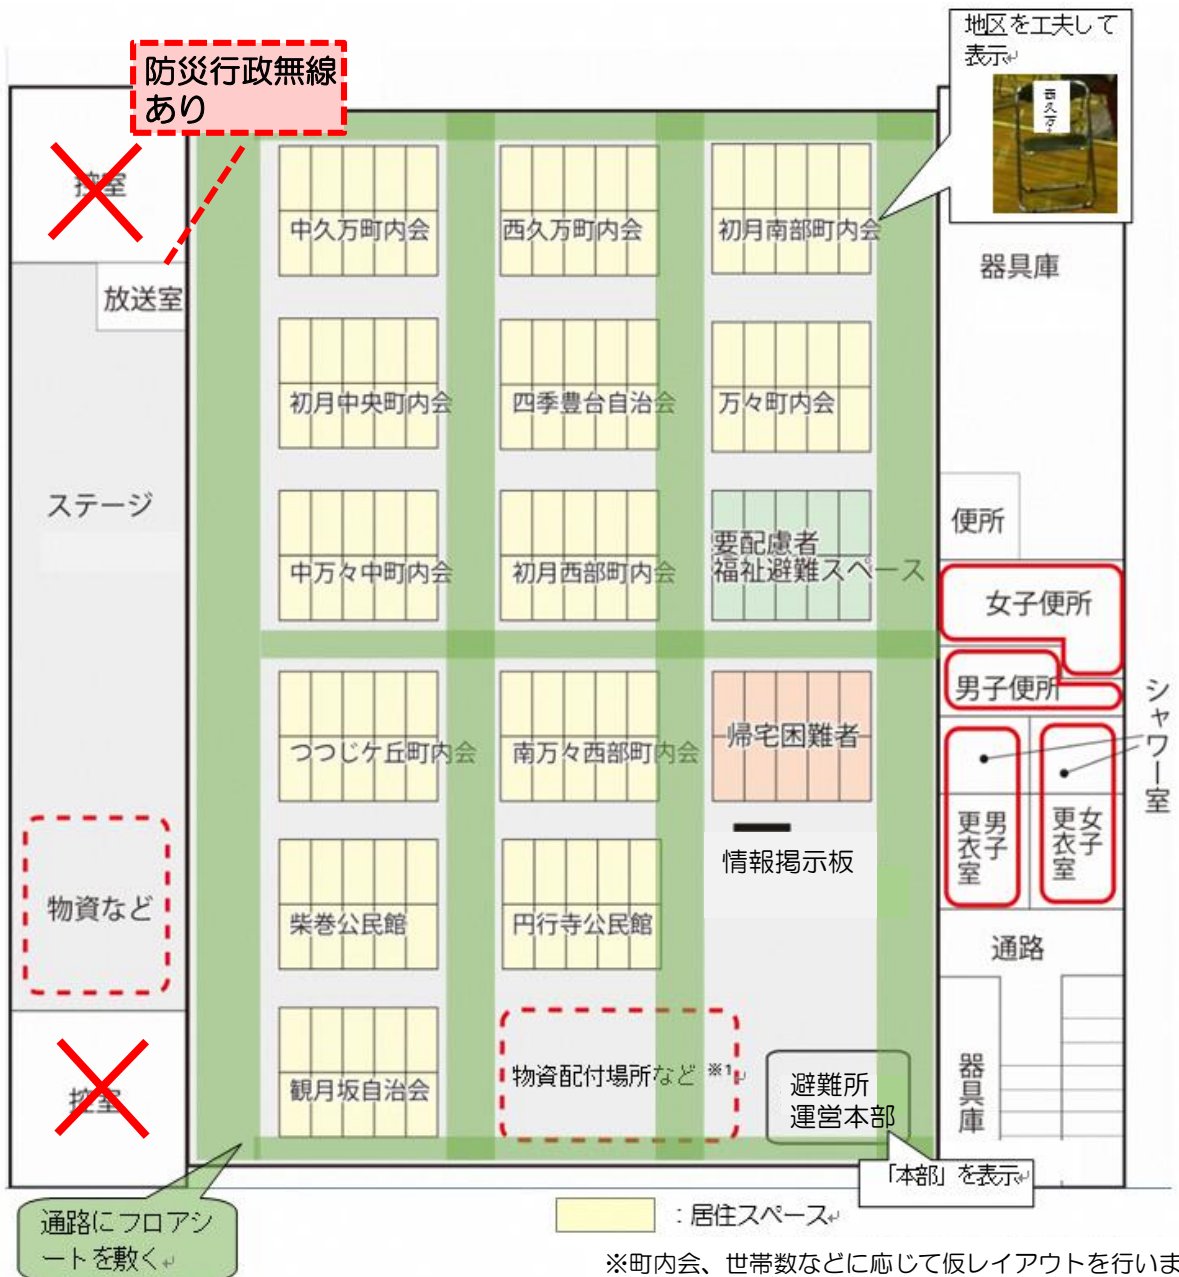 地区を工夫して
表示
西久万
防災行政無線
あり
控室
放送室
ステージ
物資など
控室
中久万町内会
西久万町内会
初月南部町内会
初月中央町内会
四季豊台自治会
万々町内会
中万々中町内会
初月西部町内会
要配慮者
福祉避難スペース
つつじケ丘町内会
南万々西部町内会
帰宅困難者
情報掲示板
柴巻公民館
円行寺公民館
観月坂自治会
物資配付場所など ※1
避難所
運営本部
「本部」を表示
器具庫
便所
女子便所
男子便所
シャワー室
男子
更衣室
女子
更衣室
通路
器具庫
通路にフロアシ
ートを敷く
:居住スペース
※町内会、世帯数などに応じて仮レイアウトを行いま